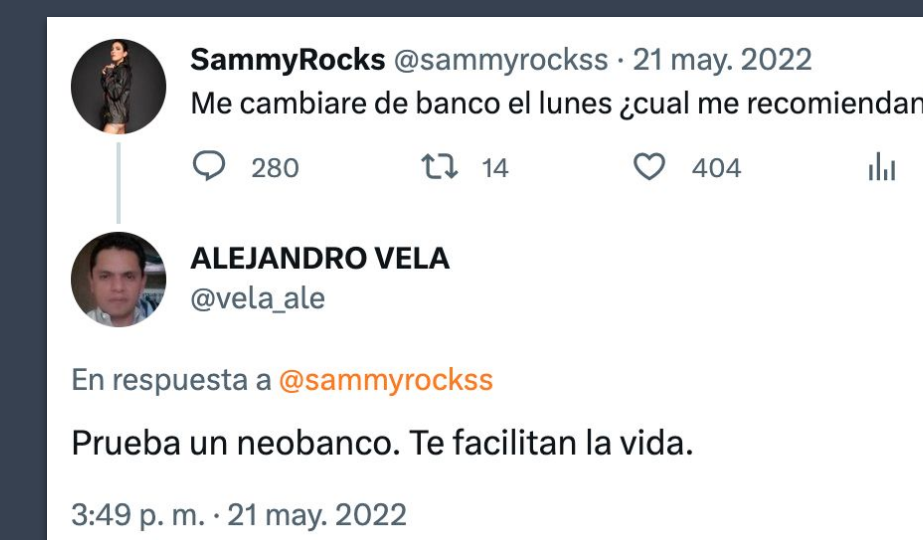 SammyRocks @sammyrockss · 21 may. 2022
Me cambiare de banco el lunes ¿cual me recomiendan
280 14 404
ALEJANDRO VELA
@vela_ale
En respuesta a @sammyrockss
Prueba un neobanco. Te facilitan la vida.
3:49 p. m. · 21 may. 2022